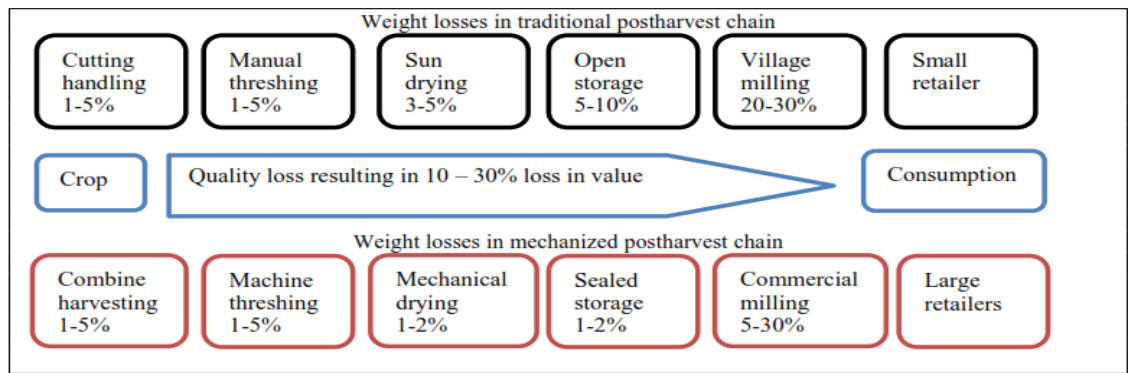 Weight losses in traditional postharvest chain
Cutting
handling
1-5%
Manual
threshing
1-5%
Sun
drying
3-5%
Open
storage
5-10%
Village
milling
20-30%
Small
retailer
Crop
Quality loss resulting in 10 – 30% loss in value
Consumption
Weight losses in mechanized postharvest chain
Combine
harvesting
1-5%
Machine
threshing
1-5%
Mechanical
drying
1-2%
Sealed
storage
1-2%
Commercial
milling
5-30%
Large
retailers